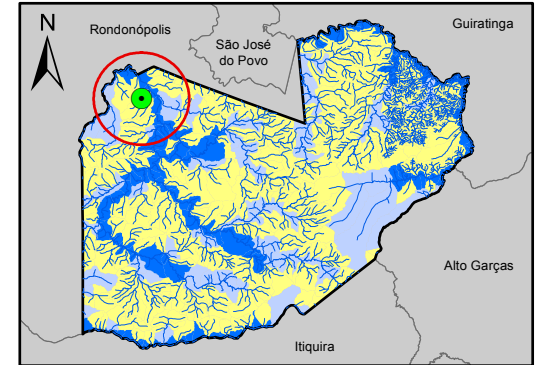 N
Rondonópolis
São José
do Povo
Guiratinga
Alto Garças
Itiquira